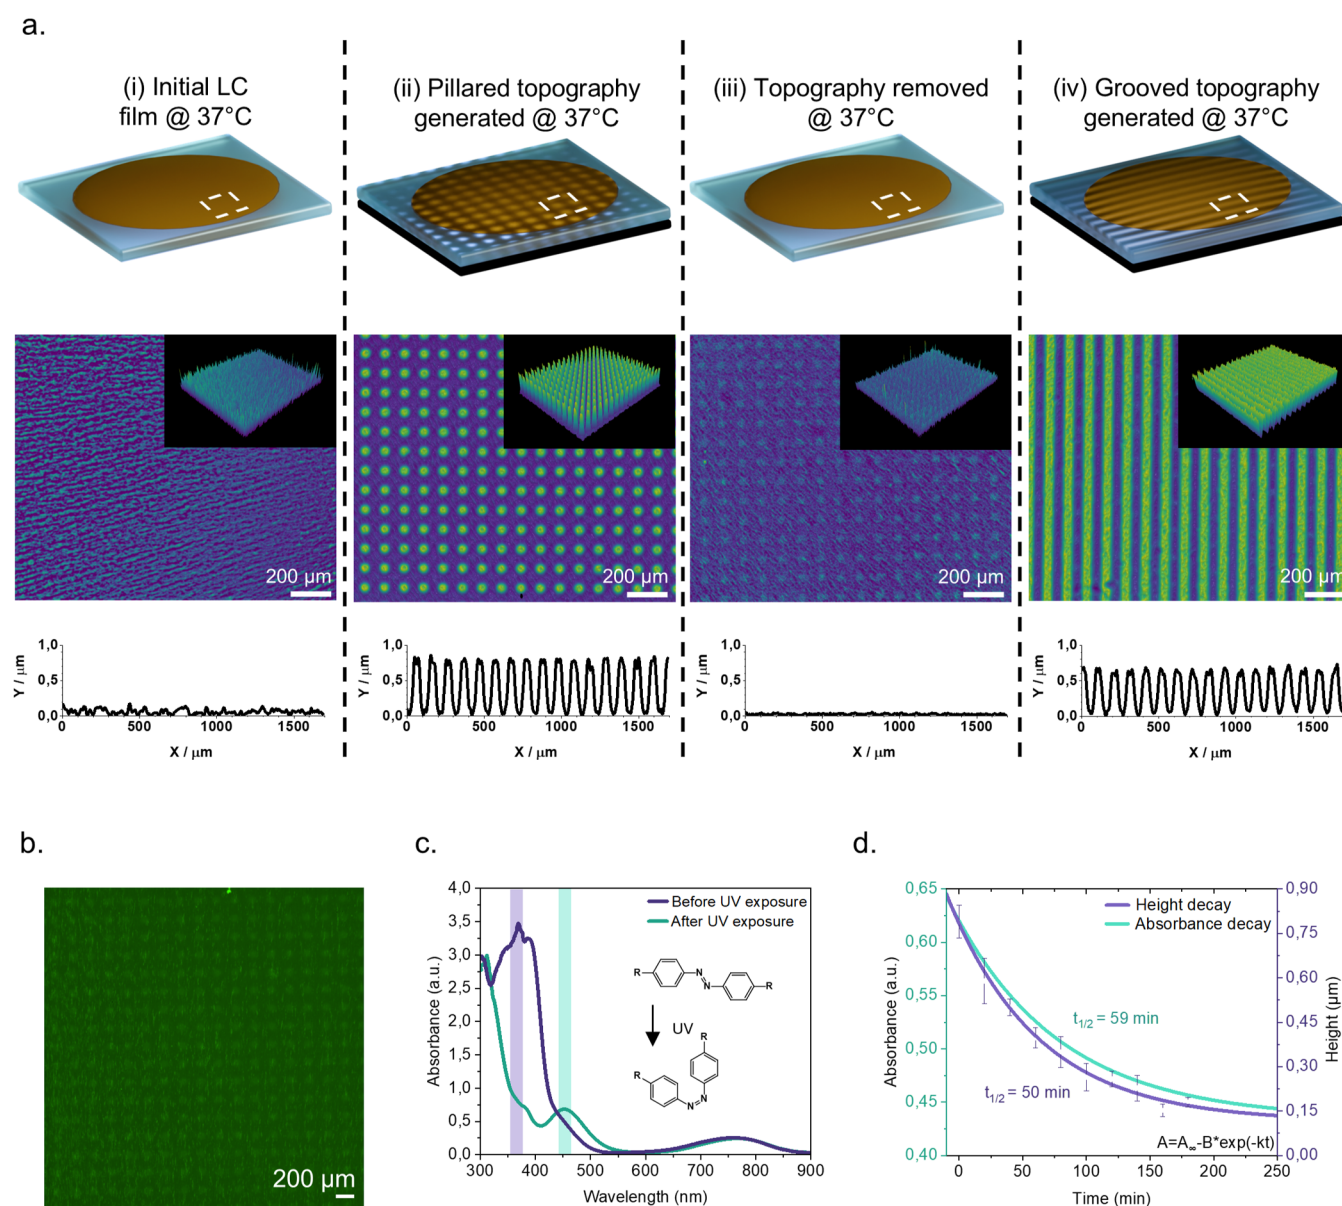 a.
(i) Initial LC
film @ 37°C
(ii) Pillared topography
generated @ 37°C
(iii) Topography removed
@ 37°C
(iv) Grooved topography
generated @ 37°C
200 µm
200 µm
200 µm
200 µm
1,0
0,5
0,0
Y / µm
0
500
1000
1500
X / µm
1,0
0,5
0,0
Y / µm
0
500
1000
1500
X / µm
1,0
0,5
0,0
Y / µm
0
500
1000
1500
X / µm
1,0
0,5
0,0
Y / µm
0
500
1000
1500
X / µm
b.
200 µm
c.
4,0
3,5
3,0
2,5
2,0
1,5
1,0
0,5
0,0
Absorbance (a.u.)
Before UV exposure
After UV exposure
R
N
N
R
UV
R
R
N
N
300
400
500
600
700
800
900
Wavelength (nm)
d.
0,65
0,60
0,55
0,50
0,45
0,40
Absorbance (a.u.)
Height decay
Absorbance decay
t1/2 = 59 min
t1/2 = 50 min
A=A∞-B*exp(-kt)
0,90
0,75
0,60
0,45
0,30
0,15
0,00
Height (µm)
0
50
100
150
200
250
Time (min)